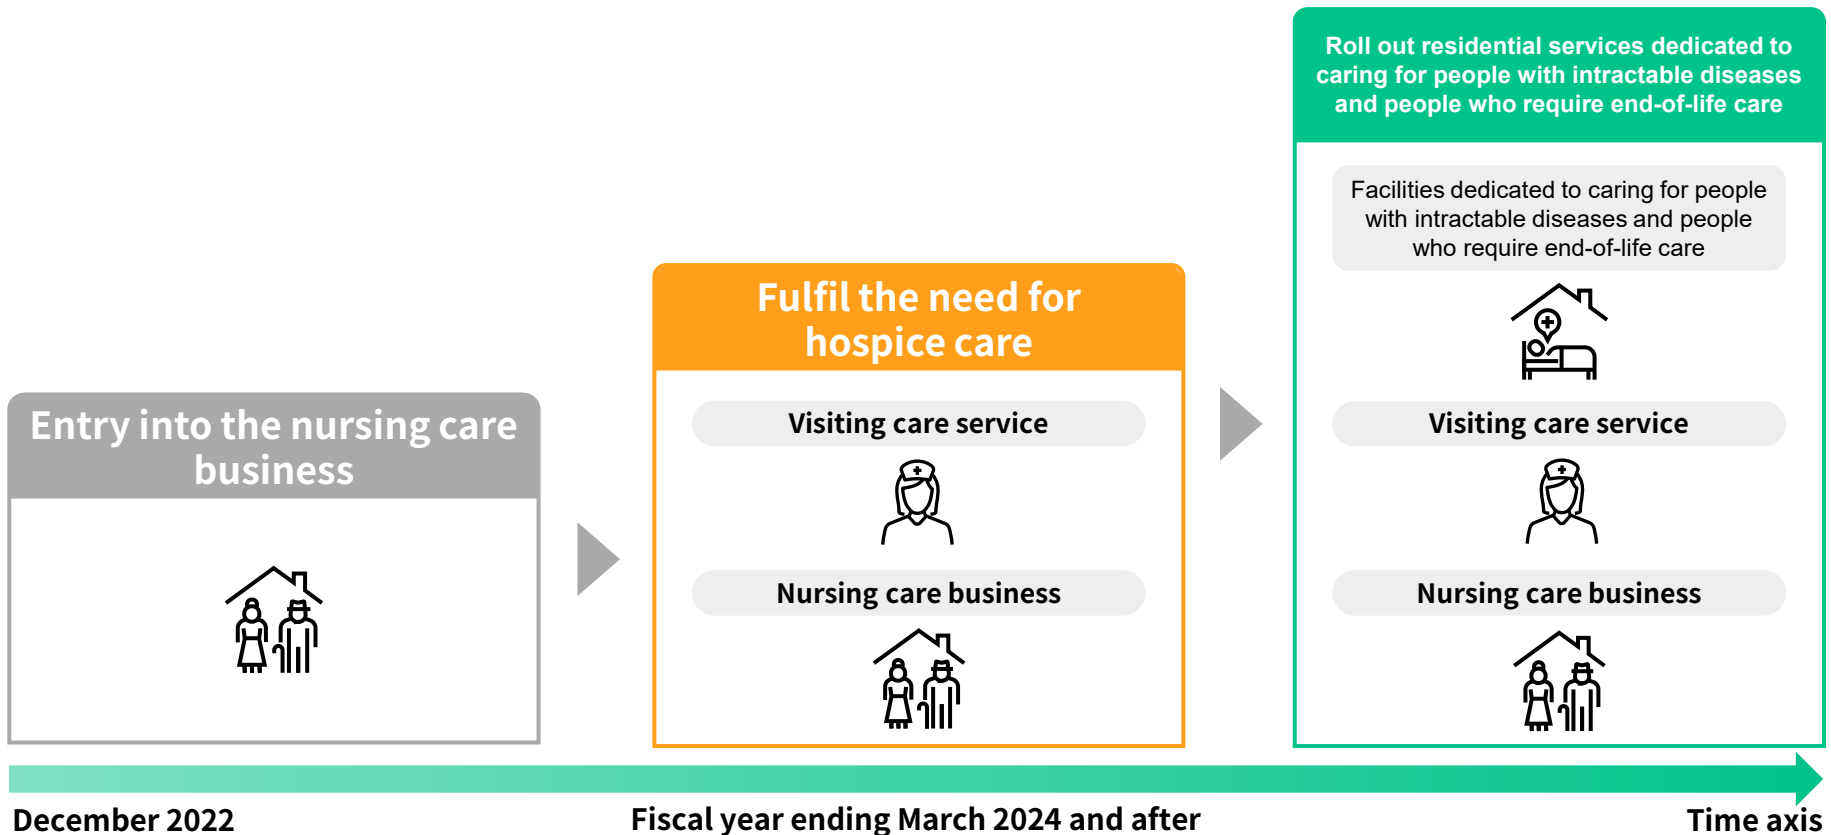 Entry into the nursing care
business
Fulfil the need for
hospice care
Visiting care service
Nursing care business
Roll out residential services dedicated to
caring for people with intractable diseases
and people who require end-of-life care
Facilities dedicated to caring for people
with intractable diseases and people
who require end-of-life care
Visiting care service
Nursing care business
December 2022
Fiscal year ending March 2024 and after
Time axis